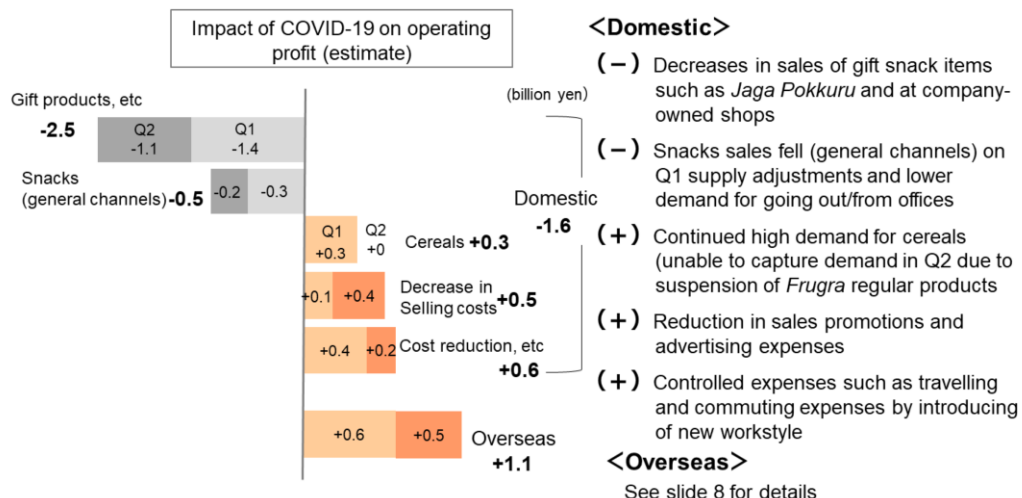 Impact of COVID-19 on operating
profit (estimate)
(billion yen)
Gift products, etc
-2.5
Q2
-1.1
Q1
-1.4
Snacks
(general channels) -0.5
-0.2
-0.3
Q1
+0.3
Q2
+0
Cereals +0.3
+0.1
+0.4
Decrease in
Selling costs +0.5
+0.4
+0.2
Cost reduction, etc
+0.6
Domestic
-1.6
+0.6
+0.5
Overseas
+1.1
<Domestic>
(−) Decreases in sales of gift snack items
such as Jaga Pokkuru and at company-
owned shops
(−) Snacks sales fell (general channels) on
Q1 supply adjustments and lower
demand for going out/from offices
(+) Continued high demand for cereals
(unable to capture demand in Q2 due to
suspension of Frugra regular products
(+) Reduction in sales promotions and
advertising expenses
(+) Controlled expenses such as travelling
and commuting expenses by introducing
of new workstyle
<Overseas>
See slide 8 for details